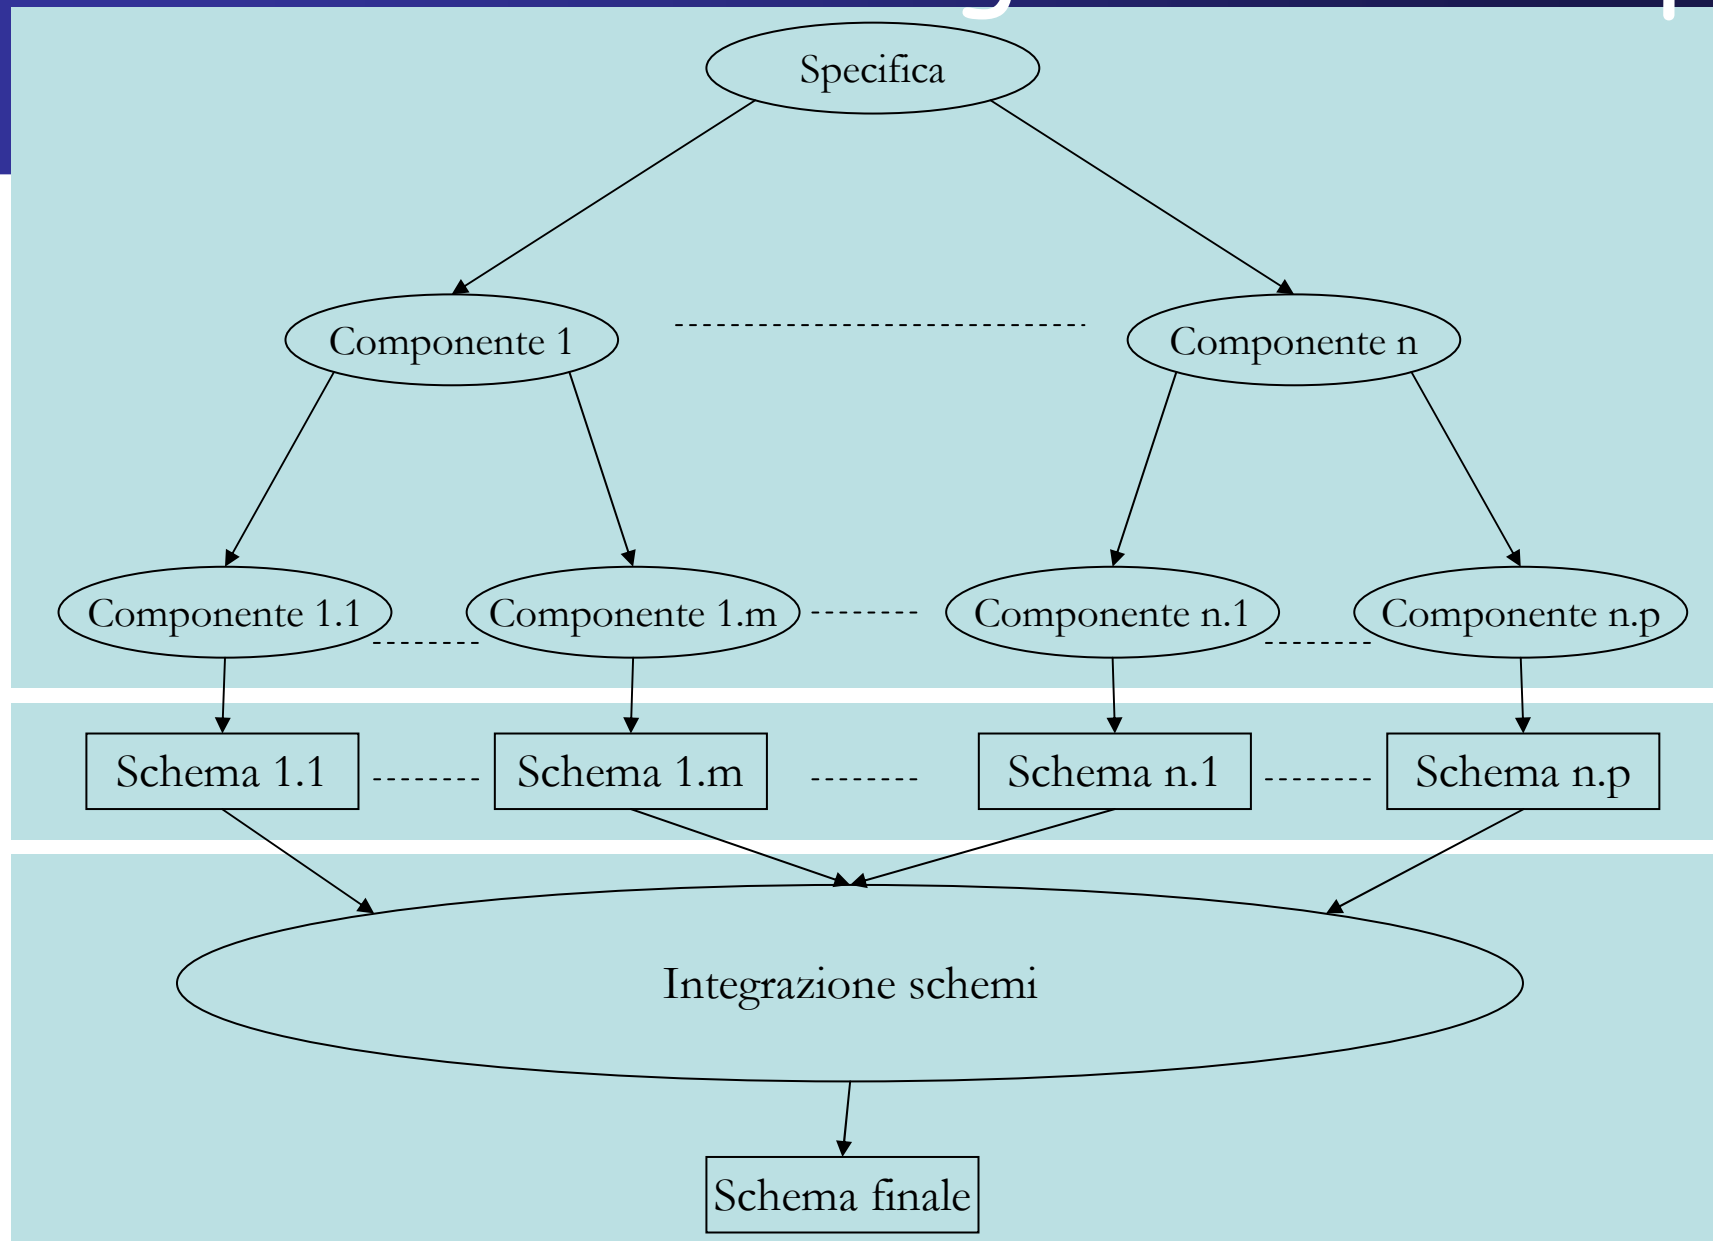 Specifica
Componente 1
Componente n
Componente 1.1
Componente 1.m
Componente n.1
Componente n.p
Schema 1.1
Schema 1.m
Schema n.1
Schema n.p
Integrazione schemi
Schema finale